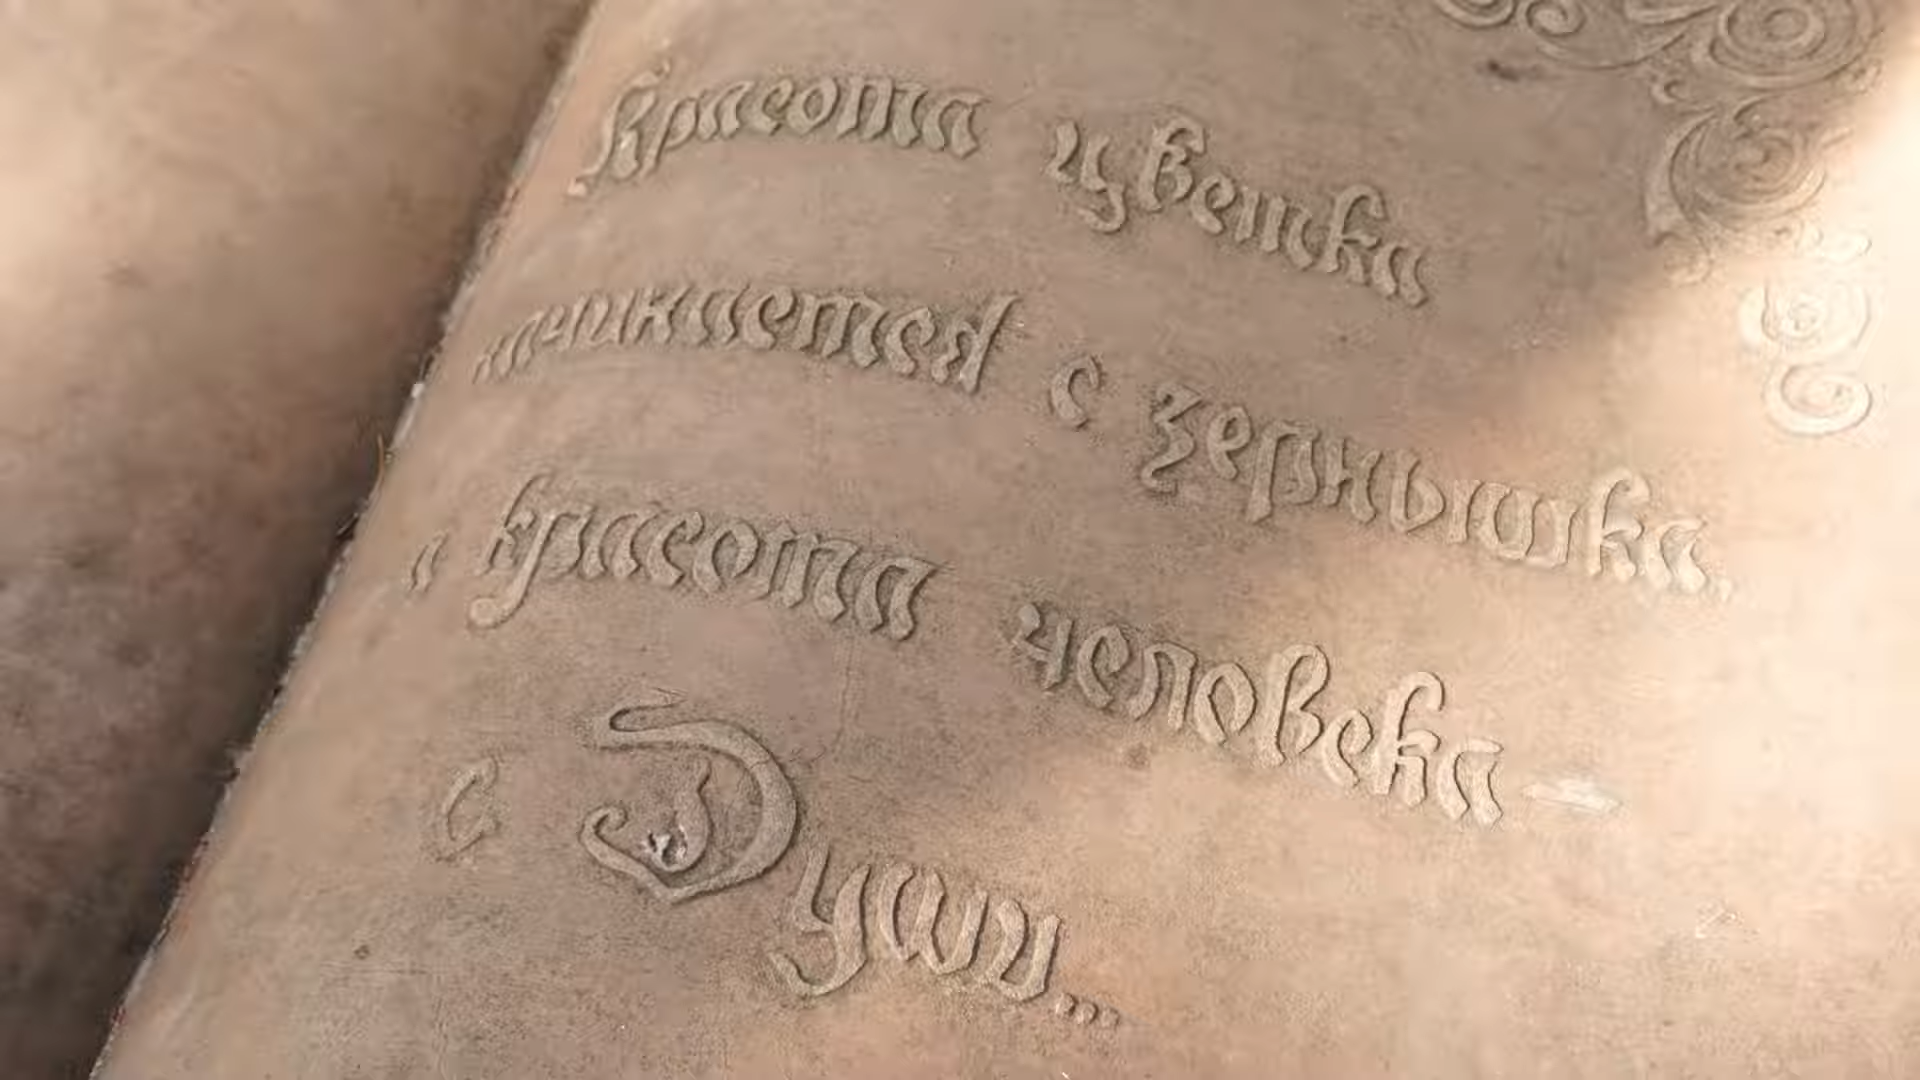 Красота цветка
начинается с зернышка,
а красота человека -
с Души...